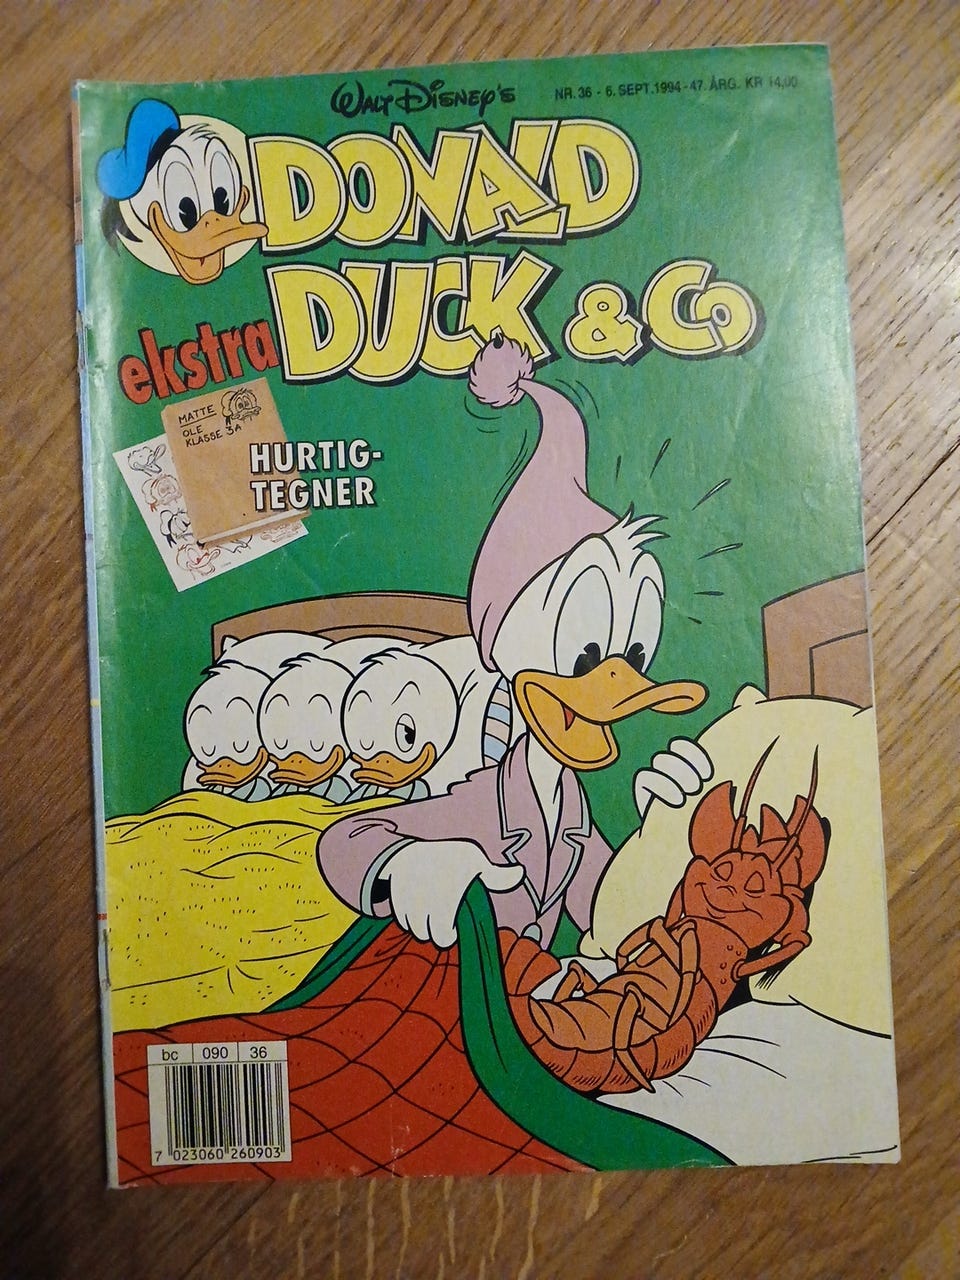 WALT DISNEY'S
NR. 36 - 6. SEPT. 1994 - 47. ÅRG. KR 14,00
DONALD
DUCK & Co
ekstra
MATTE
OLE
KLASSE 3A
HURTIG-
TEGNER
bc 090 36
7 023060 260903